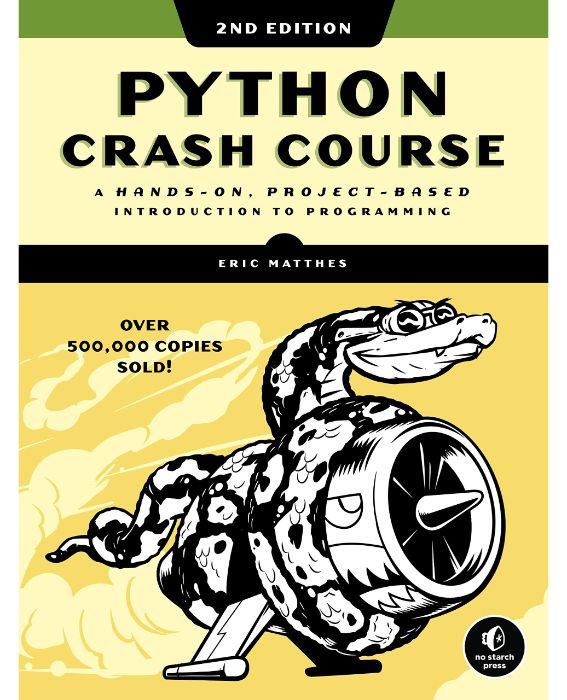 2ND EDITION
PYTHON
CRASH COURSE
A HANDS-ON, PROJECT-BASED
INTRODUCTION TO PROGRAMMING
ERIC MATTHES
OVER
500,000 COPIES
SOLD!
no starch
press